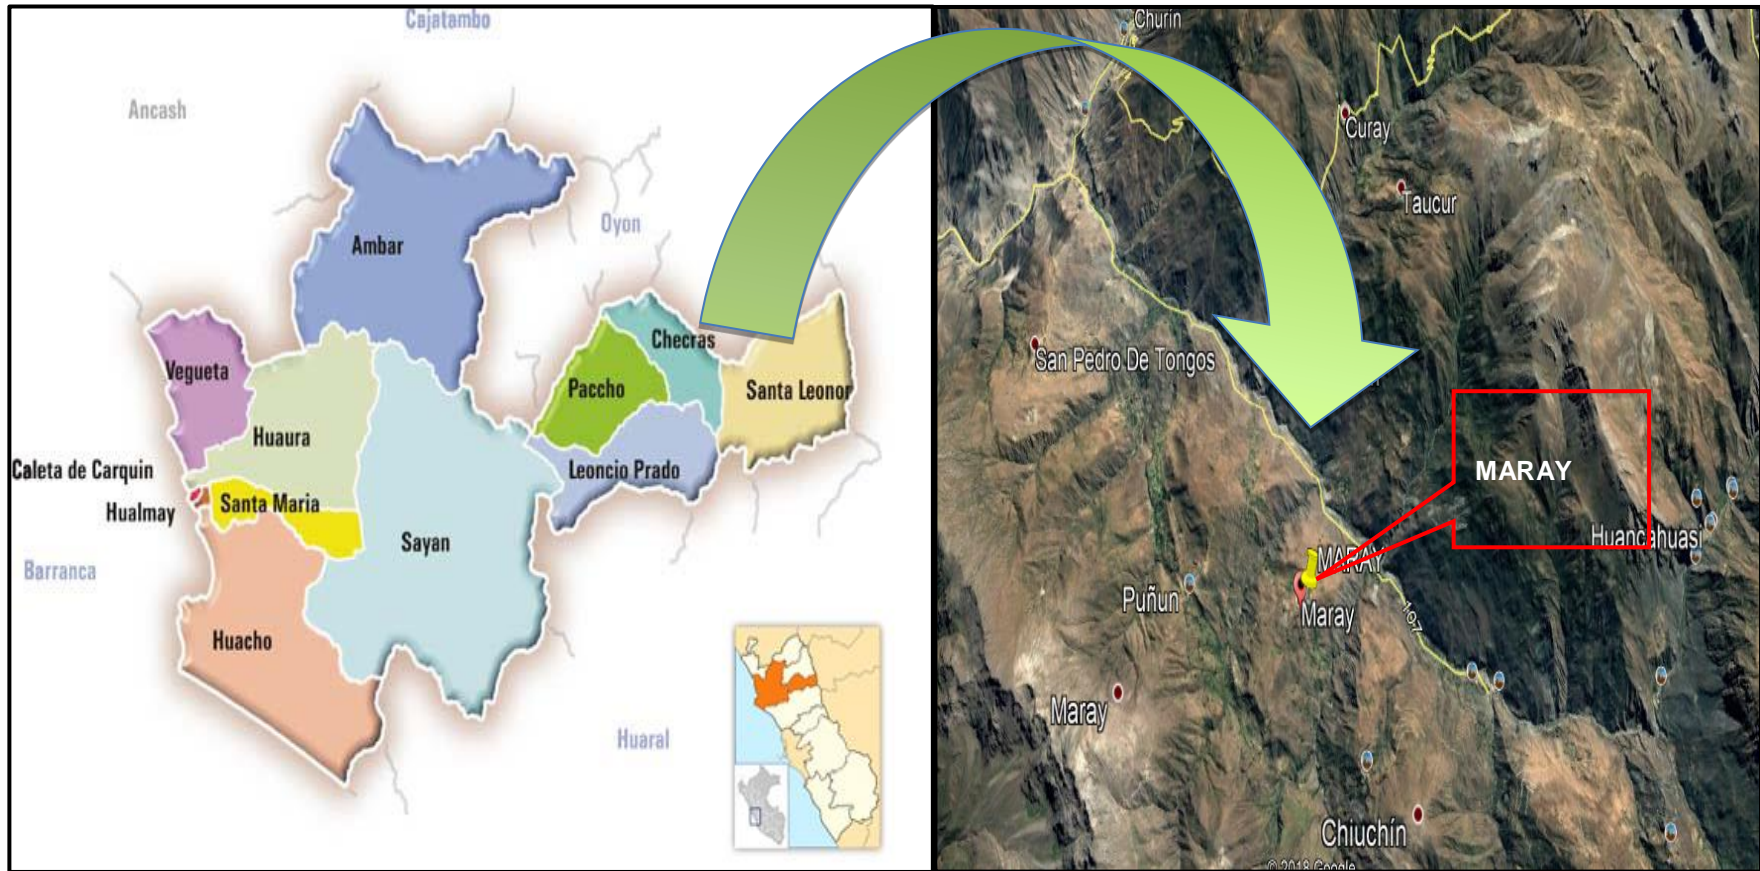 Cajatambo
Ancash
Oyon
Ambar
Checras
Vegueta
Paccho
Santa Leonor
Huaura
Caleta de Carquin
Leoncio Prado
Santa Maria
Hualmay
Sayan
Barranca
Huacho
Huaral
Churín
Curay
Taucur
San Pedro De Tongos
MARAY
Huancahuasi
MARAY
Puñun
Maray
107
Maray
Chiuchín
© 2018 Google